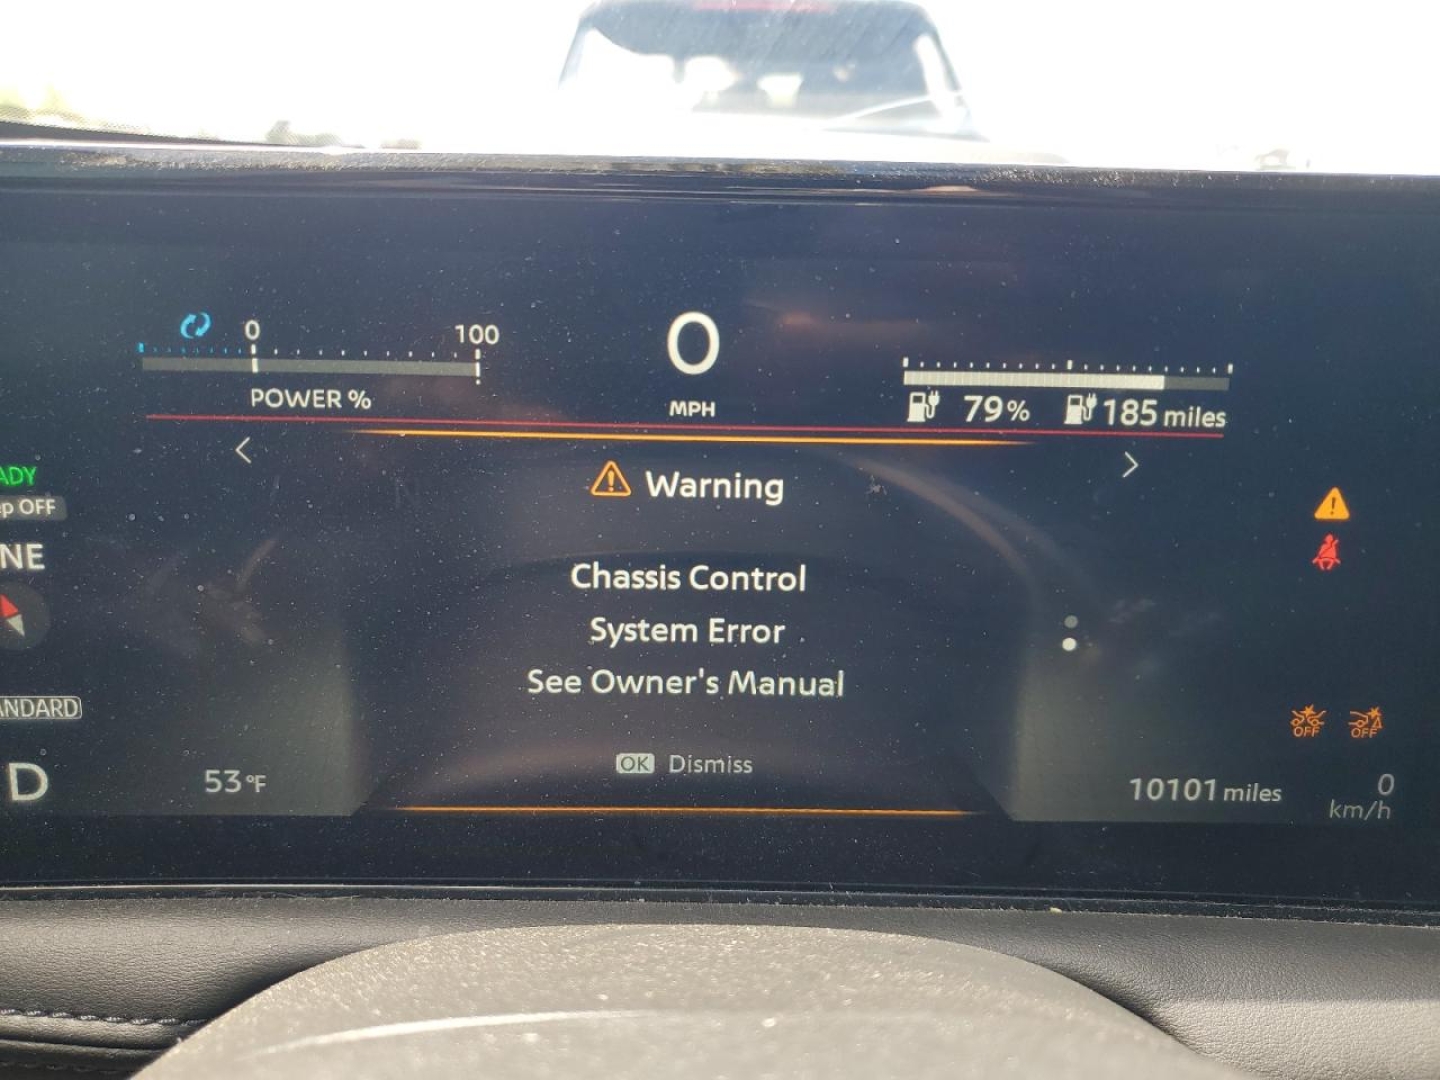 0
100
POWER %
0
MPH
79%
185 miles
ADY
p OFF
NE
ANDARD
D
53°F
Warning
Chassis Control
System Error
See Owner's Manual
OK Dismiss
OFF OFF
10101 miles
0
km/h